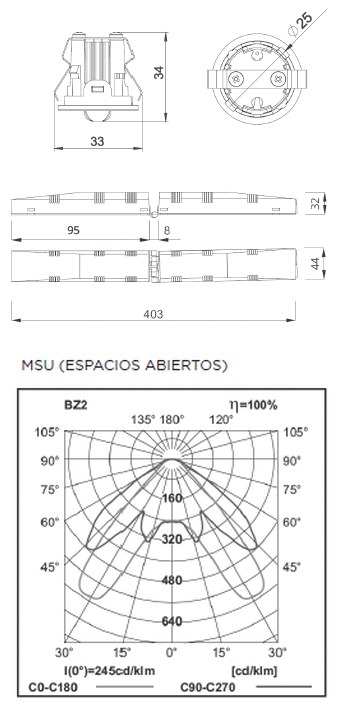 ⌀25
34
33
32
95
8
44
403
MSU (ESPACIOS ABIERTOS)
BZ2
η=100%
135° 180° 120°
105° 105°
90° 90°
75° 160 75°
60° 320 60°
45° 480 45°
640
30° 15° 0° 15° 30°
I(0°)=245cd/klm [cd/klm]
C0-C180 C90-C270